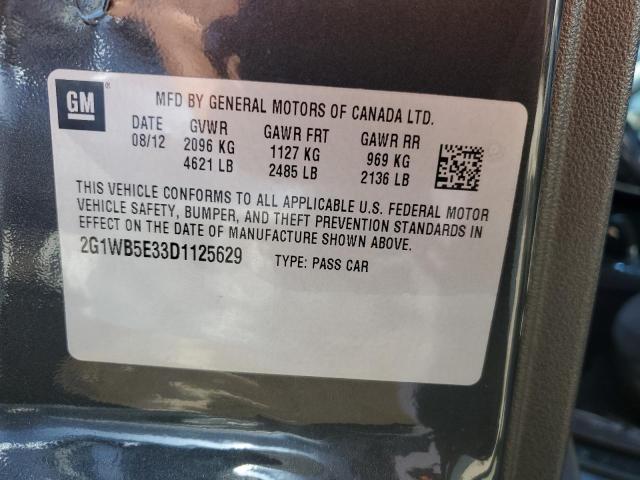 GM ®
MFD BY GENERAL MOTORS OF CANADA LTD.
DATE GVWR GAWR FRT GAWR RR
08/12 2096 KG 1127 KG 969 KG
4621 LB 2485 LB 2136 LB
THIS VEHICLE CONFORMS TO ALL APPLICABLE U.S. FEDERAL MOTOR
VEHICLE SAFETY, BUMPER, AND THEFT PREVENTION STANDARDS IN
EFFECT ON THE DATE OF MANUFACTURE SHOWN ABOVE.
2G1WB5E33D1125629 TYPE: PASS CAR